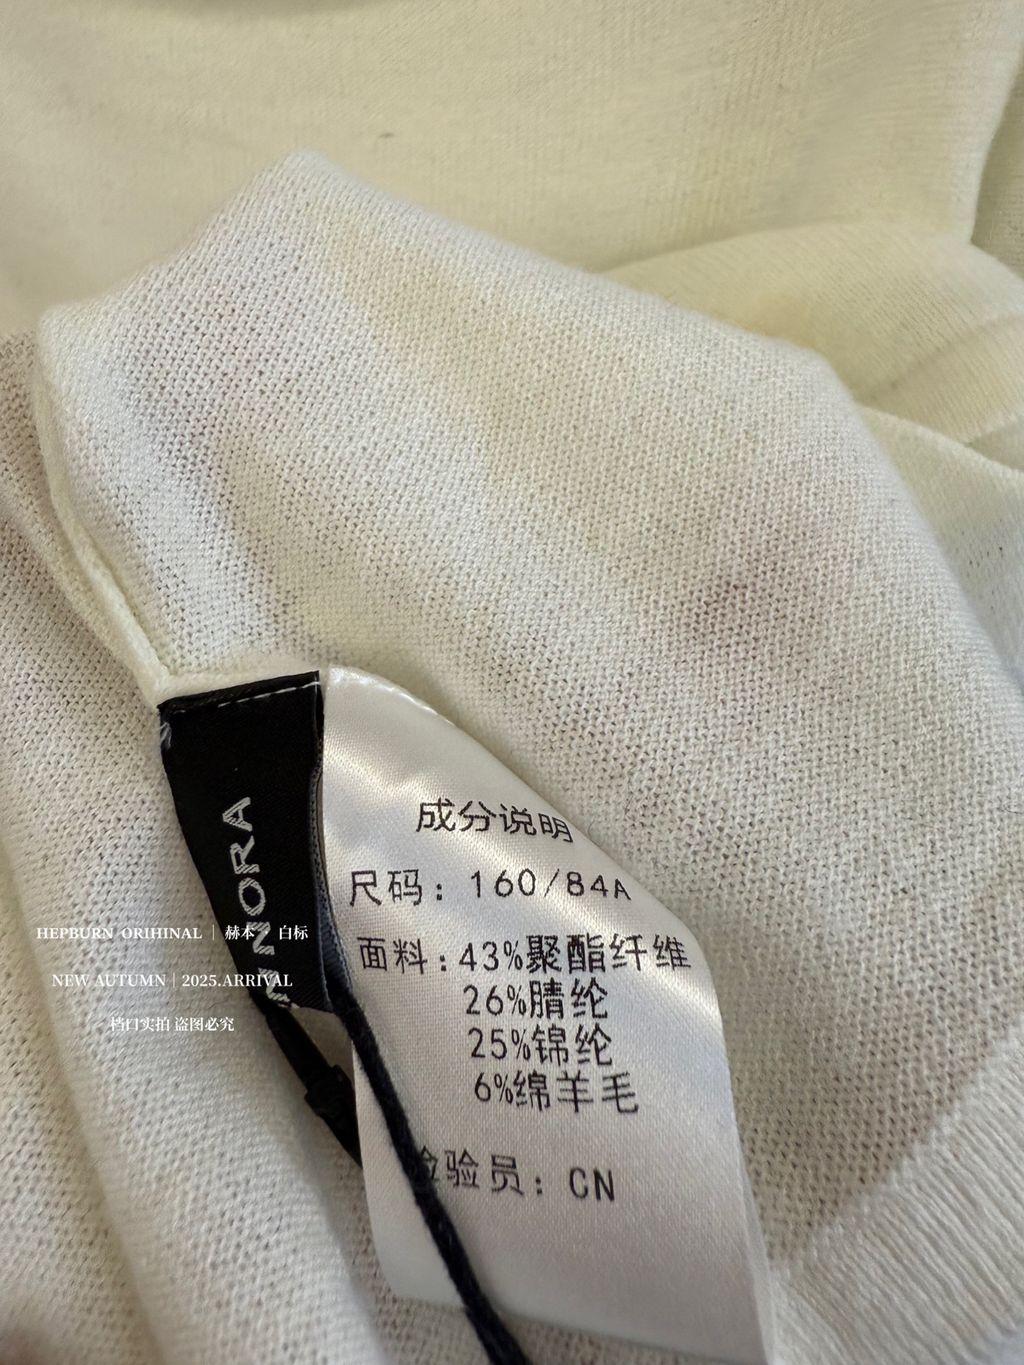 成分说明
尺码：160/84A
面料：43%聚酯纤维
26%腈纶
25%锦纶
6%绵羊毛
检验员：CN
NORA
HEPBURN ORIHINAL | 赫本 白标
NEW AUTUMN | 2025.ARRIVAL
档口实拍 盗图必究